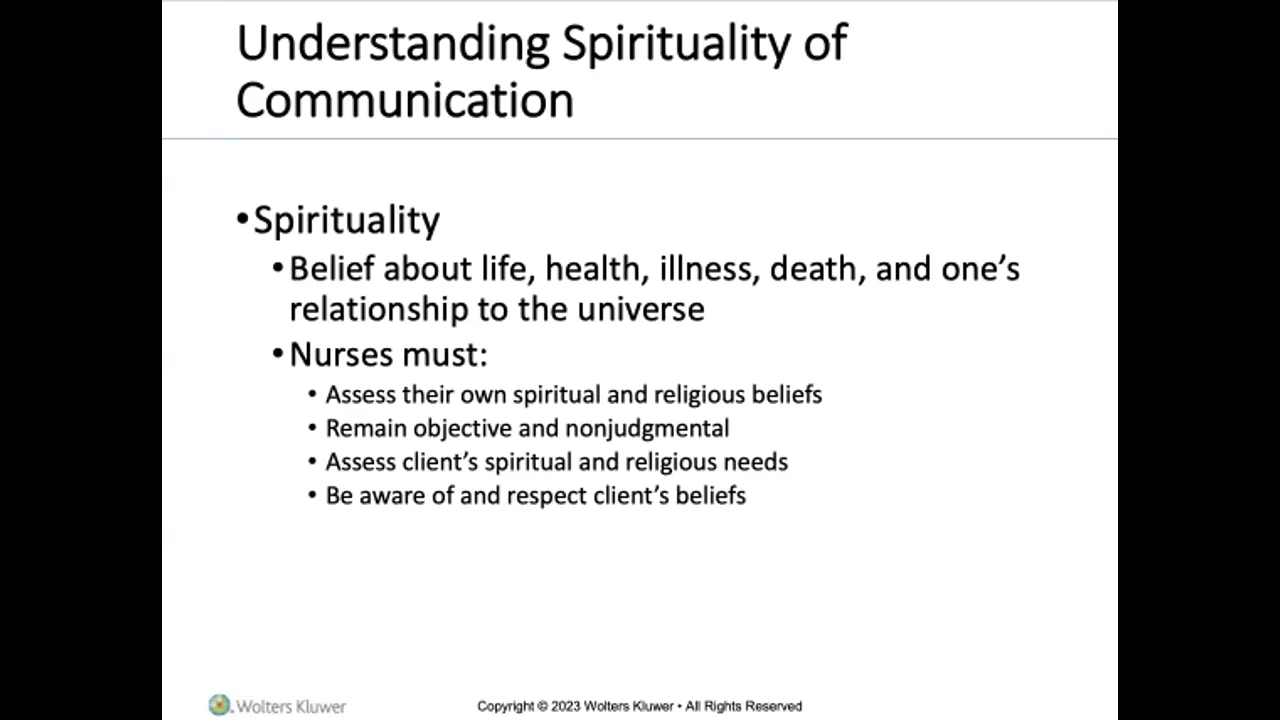 Understanding Spirituality of
Communication
•Spirituality
•Belief about life, health, illness, death, and one’s
relationship to the universe
•Nurses must:
• Assess their own spiritual and religious beliefs
• Remain objective and nonjudgmental
• Assess client’s spiritual and religious needs
• Be aware of and respect client’s beliefs
Wolters Kluwer
Copyright © 2023 Wolters Kluwer • All Rights Reserved